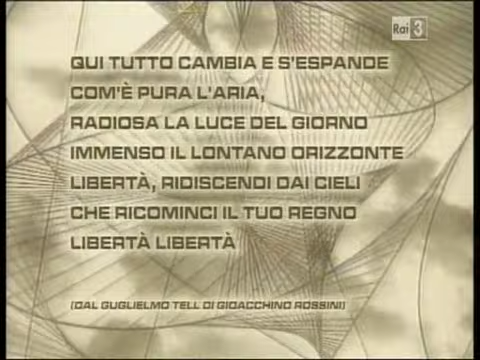 Rai 3
QUI TUTTO CAMBIA E S'ESPANDE
COM'È PURA L'ARIA,
RADIOSA LA LUCE DEL GIORNO
IMMENSO IL LONTANO ORIZZONTE
LIBERTÀ, RIDISCENDI DAI CIELI
CHE RICOMINCI IL TUO REGNO
LIBERTÀ LIBERTÀ
(DAL GUGLIELMO TELL DI GIOACCHINO ROSSINI)